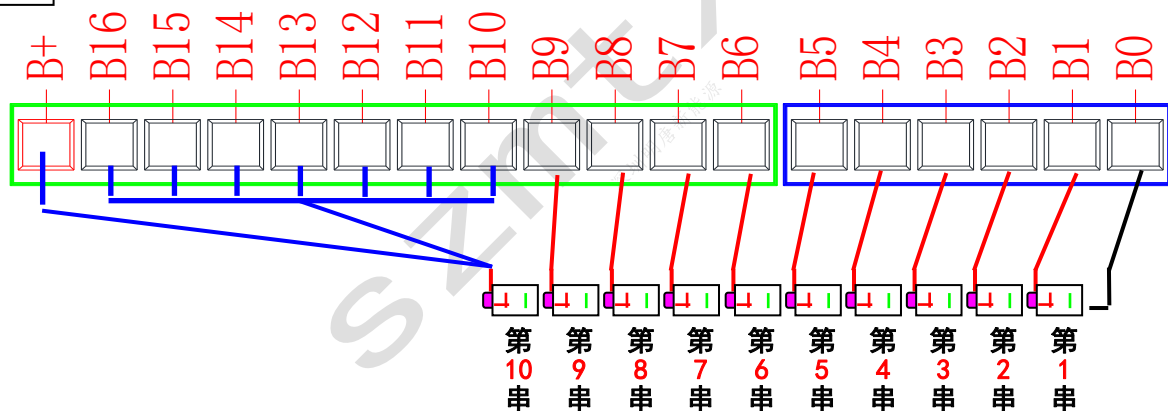 B+ B16 B15 B14 B13 B12 B11 B10 B9 B8 B7 B6 B5 B4 B3 B2 B1 B0
szmt
第 第 第 第 第 第 第 第 第 第
10 9 8 7 6 5 4 3 2 1
串 串 串 串 串 串 串 串 串 串